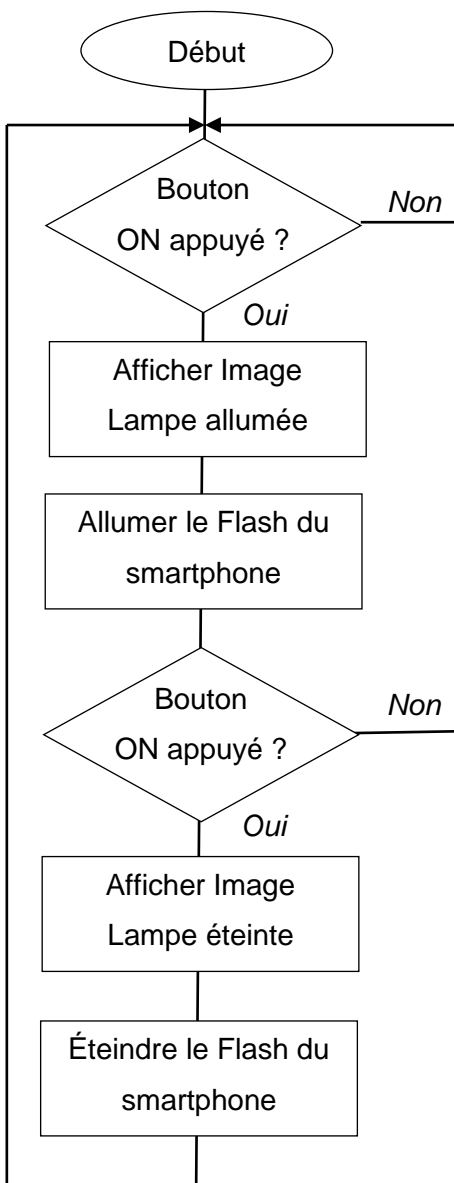 Début
Bouton
ON appuyé ?
Non
Oui
Afficher Image
Lampe allumée
Allumer le Flash du
smartphone
Bouton
ON appuyé ?
Non
Oui
Afficher Image
Lampe éteinte
Éteindre le Flash du
smartphone